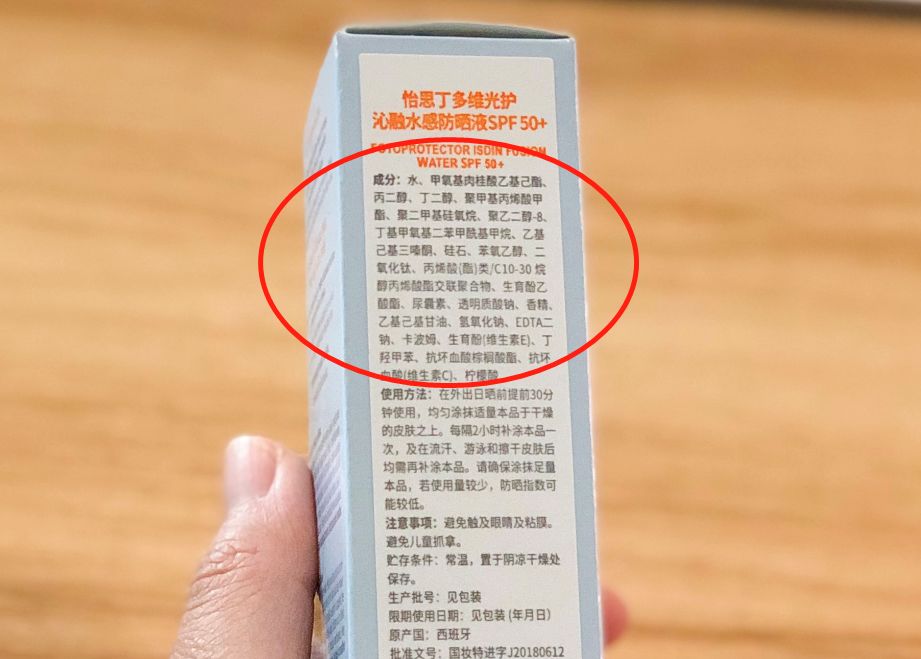 怡思丁多维光护
沁融水感防晒液SPF 50+
FOTOPROTECTOR ISDIN FUSION
WATER SPF 50+
成分：水、甲氧基肉桂酸乙基己酯、
丙二醇、丁二醇、聚甲基丙烯酸甲
酯、聚二甲基硅氧烷、聚乙二醇-8、
丁基甲氧基二苯甲酰基甲烷、乙基
己基三嗪酮、硅石、苯氧乙醇、二
氧化钛、丙烯酸(酯)类/C10-30 烷
醇丙烯酸酯交联聚合物、生育酚乙
酸酯、尿囊素、透明质酸钠、香精、
乙基己基甘油、氢氧化钠、EDTA二
钠、卡波姆、生育酚(维生素E)、丁
羟甲苯、抗坏血酸棕榈酸酯、抗坏
血酸(维生素C)、柠檬酸
使用方法：在外出日晒前提前30分
钟使用，均匀涂抹适量本品于干燥
的皮肤之上。每隔2小时补涂本品一
次，及在流汗、游泳和擦干皮肤后
均需再补涂本品。请确保涂抹足量
本品，若使用量较少，防晒指数可
能较低。
注意事项：避免触及眼睛及粘膜。
避免儿童抓拿。
贮存条件：常温，置于阴凉干燥处
保存。
生产批号：见包装
限期使用日期：见包装 (年月日)
原产国：西班牙
批准文号：国妆特进字J20180612